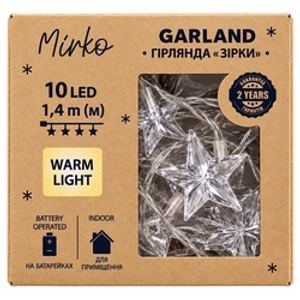 Mirko
GARLAND
ГІРЛЯНДА «ЗІРКИ»
10 LED
1,4 m (м)
GUARANTEE
2 YEARS
WARM
LIGHT
BATTERY
OPERATED
INDOOR
НА БАТАРЕЙКАХ
ДЛЯ
ПРИМІЩЕННЯ